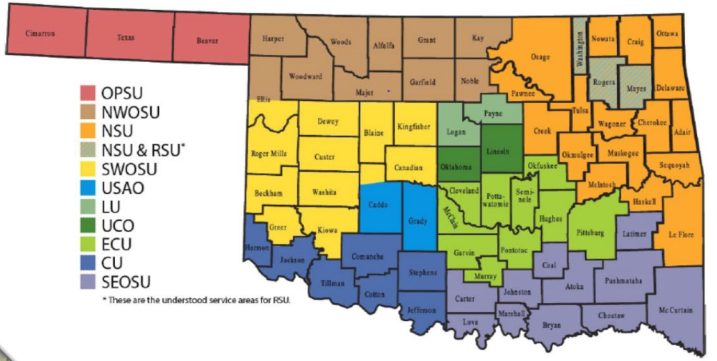 Cimarron
Texas
Beaver
Harper
Woods
Alfalfa
Grant
Kay
Osage
Washington
Nowata
Craig
Ottawa
Woodward
Major
Garfield
Noble
Pawnee
Rogers
Mayes
Delaware
Ellis
Dewey
Blaine
Kingfisher
Logan
Payne
Creek
Tulsa
Wagoner
Cherokee
Adair
Roger Mills
Custer
Canadian
Oklahoma
Lincoln
Okfuskee
Okmulgee
Muskogee
Sequoyah
Beckham
Washita
Caddo
Grady
Cleveland
McClain
Potta-
watomie
Semi-
nole
Hughes
McIntosh
Haskell
Pittsburg
Latimer
Le Flore
Greer
Kiowa
Harmon
Jackson
Tillman
Comanche
Cotton
Stephens
Jefferson
Garvin
Murray
Pontotoc
Coal
Atoka
Pushmataha
McCurtain
Carter
Johnston
Love
Marshall
Bryan
Choctaw
OPSU
NWOSU
NSU
NSU & RSU*
SWOSU
USAO
LU
UCO
ECU
CU
SEOSU
* These are the understood service areas for RSU.